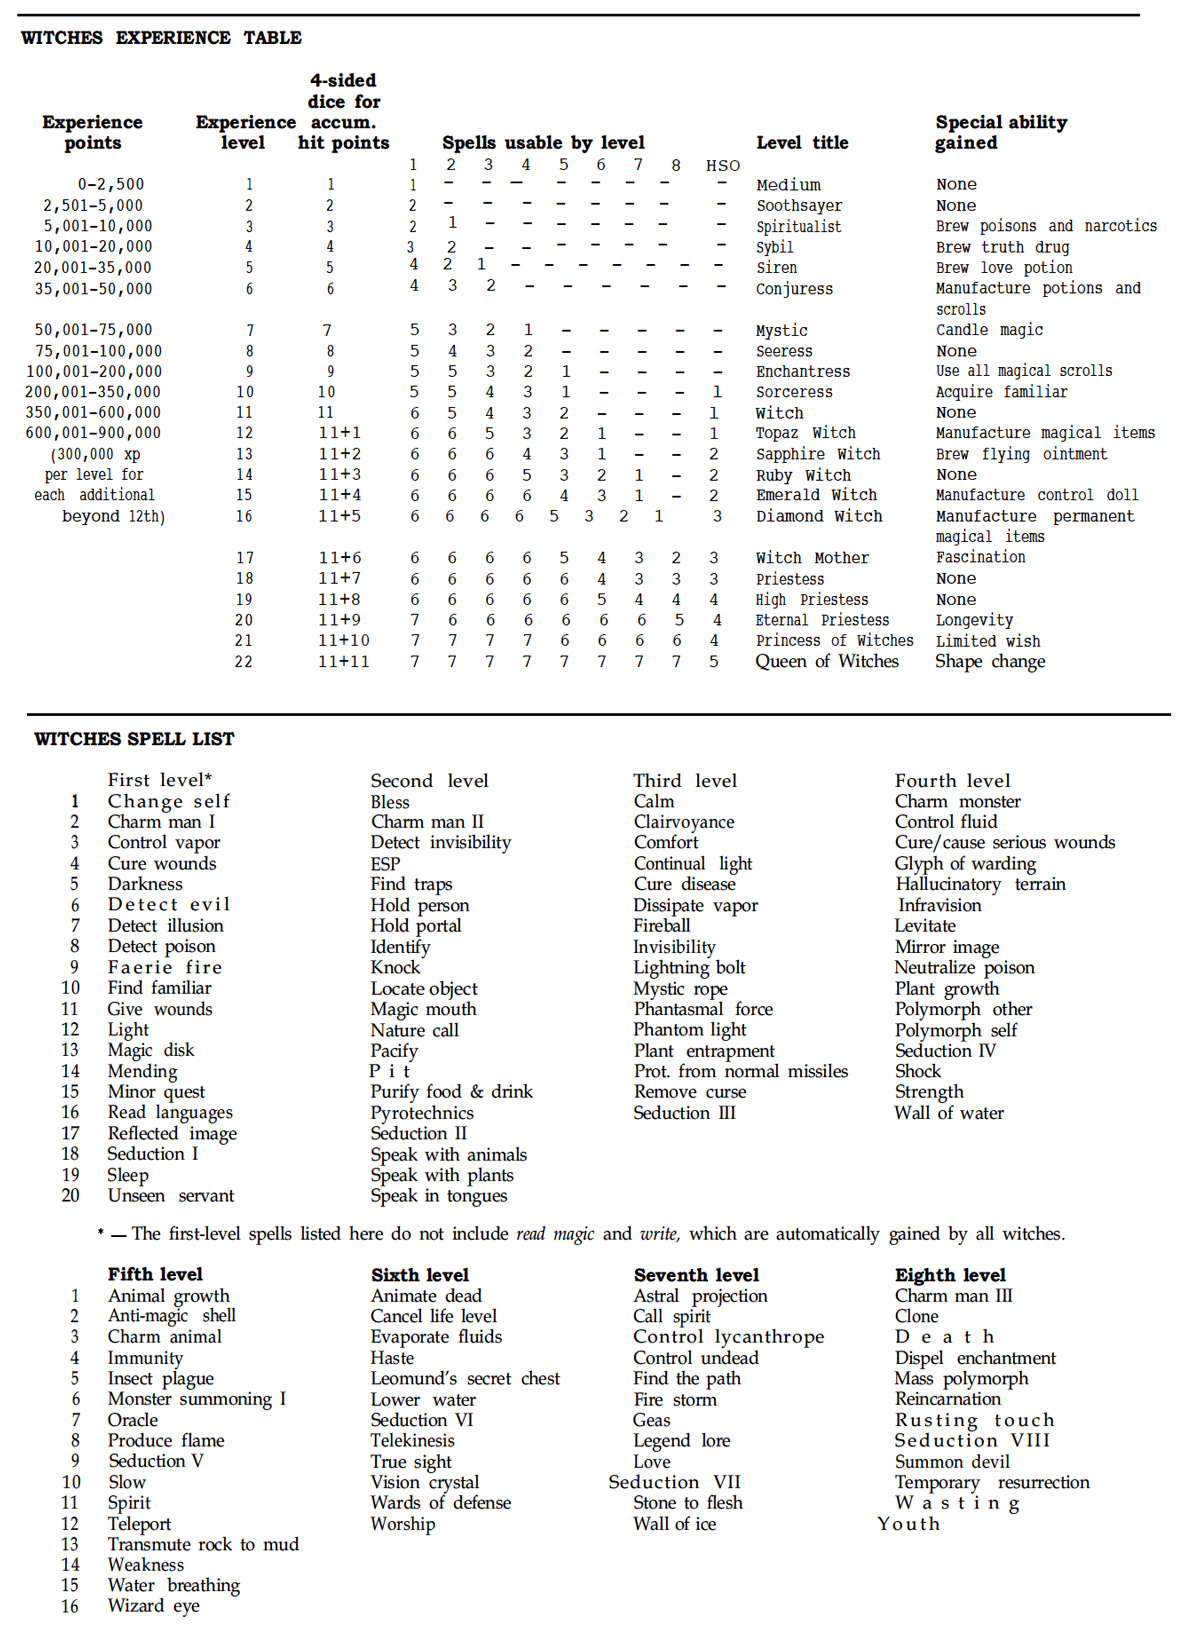 WITCHES EXPERIENCE TABLE
4-sided
dice for
Experience Experience accum. Special ability
points level hit points Spells usable by level Level title gained
1 2 3 4 5 6 7 8 HSO
0–2,500 1 1 1 – – – – – – – – Medium None
2,501–5,000 2 2 2 – – – – – – – – Soothsayer None
5,001–10,000 3 3 2 1 – – – – – – – Spiritualist Brew poisons and narcotics
10,001–20,000 4 4 3 2 – – – – – – – Sybil Brew truth drug
20,001–35,000 5 5 4 2 1 – – – – – – Siren Brew love potion
35,001–50,000 6 6 4 3 2 – – – – – – Conjuress Manufacture potions and
scrolls
50,001–75,000 7 7 5 3 2 1 – – – – – Mystic Candle magic
75,001–100,000 8 8 5 4 3 2 – – – – – Seeress None
100,001–200,000 9 9 5 5 3 2 1 – – – – Enchantress Use all magical scrolls
200,001–350,000 10 10 5 5 4 3 1 – – – 1 Sorceress Acquire familiar
350,001–600,000 11 11 6 5 4 3 2 – – – 1 Witch None
600,001–900,000 12 11+1 6 6 5 3 2 1 – – 1 Topaz Witch Manufacture magical items
(300,000 xp 13 11+2 6 6 6 4 3 1 – – 2 Sapphire Witch Brew flying ointment
per level for 14 11+3 6 6 6 5 3 2 1 – 2 Ruby Witch None
each additional 15 11+4 6 6 6 6 4 3 1 – 2 Emerald Witch Manufacture control doll
beyond 12th) 16 11+5 6 6 6 6 5 3 2 1 3 Diamond Witch Manufacture permanent
magical items
17 11+6 6 6 6 6 5 4 3 2 3 Witch Mother Fascination
18 11+7 6 6 6 6 6 4 3 3 3 Priestess None
19 11+8 6 6 6 6 6 5 4 4 4 High Priestess None
20 11+9 7 6 6 6 6 6 6 5 4 Eternal Priestess Longevity
21 11+10 7 7 7 7 6 6 6 6 4 Princess of Witches Limited wish
22 11+11 7 7 7 7 7 7 7 7 5 Queen of Witches Shape change
WITCHES SPELL LIST
First level* Second level Third level Fourth level
1 Change self Bless Calm Charm monster
2 Charm man I Charm man II Clairvoyance Control fluid
3 Control vapor Detect invisibility Comfort Cure/cause serious wounds
4 Cure wounds ESP Continual light Glyph of warding
5 Darkness Find traps Cure disease Hallucinatory terrain
6 Detect evil Hold person Dissipate vapor Infravision
7 Detect illusion Hold portal Fireball Levitate
8 Detect poison Identify Invisibility Mirror image
9 Faerie fire Knock Lightning bolt Neutralize poison
10 Find familiar Locate object Mystic rope Plant growth
11 Give wounds Magic mouth Phantasmal force Polymorph other
12 Light Nature call Phantom light Polymorph self
13 Magic disk Pacify Plant entrapment Seduction IV
14 Mending Pit Prot. from normal missiles Shock
15 Minor quest Purify food & drink Remove curse Strength
16 Read languages Pyrotechnics Seduction III Wall of water
17 Reflected image Seduction II
18 Seduction I Speak with animals
19 Sleep Speak with plants
20 Unseen servant Speak in tongues
* — The first-level spells listed here do not include read magic and write, which are automatically gained by all witches.
Fifth level Sixth level Seventh level Eighth level
1 Animal growth Animate dead Astral projection Charm man III
2 Anti-magic shell Cancel life level Call spirit Clone
3 Charm animal Evaporate fluids Control lycanthrope Death
4 Immunity Haste Control undead Dispel enchantment
5 Insect plague Leomund's secret chest Find the path Mass polymorph
6 Monster summoning I Lower water Fire storm Reincarnation
7 Oracle Seduction VI Geas Rusting touch
8 Produce flame Telekinesis Legend lore Seduction VIII
9 Seduction V True sight Love Summon devil
10 Slow Vision crystal Seduction VII Temporary resurrection
11 Spirit Wards of defense Stone to flesh Wasting
12 Teleport Worship Wall of ice Youth
13 Transmute rock to mud
14 Weakness
15 Water breathing
16 Wizard eye